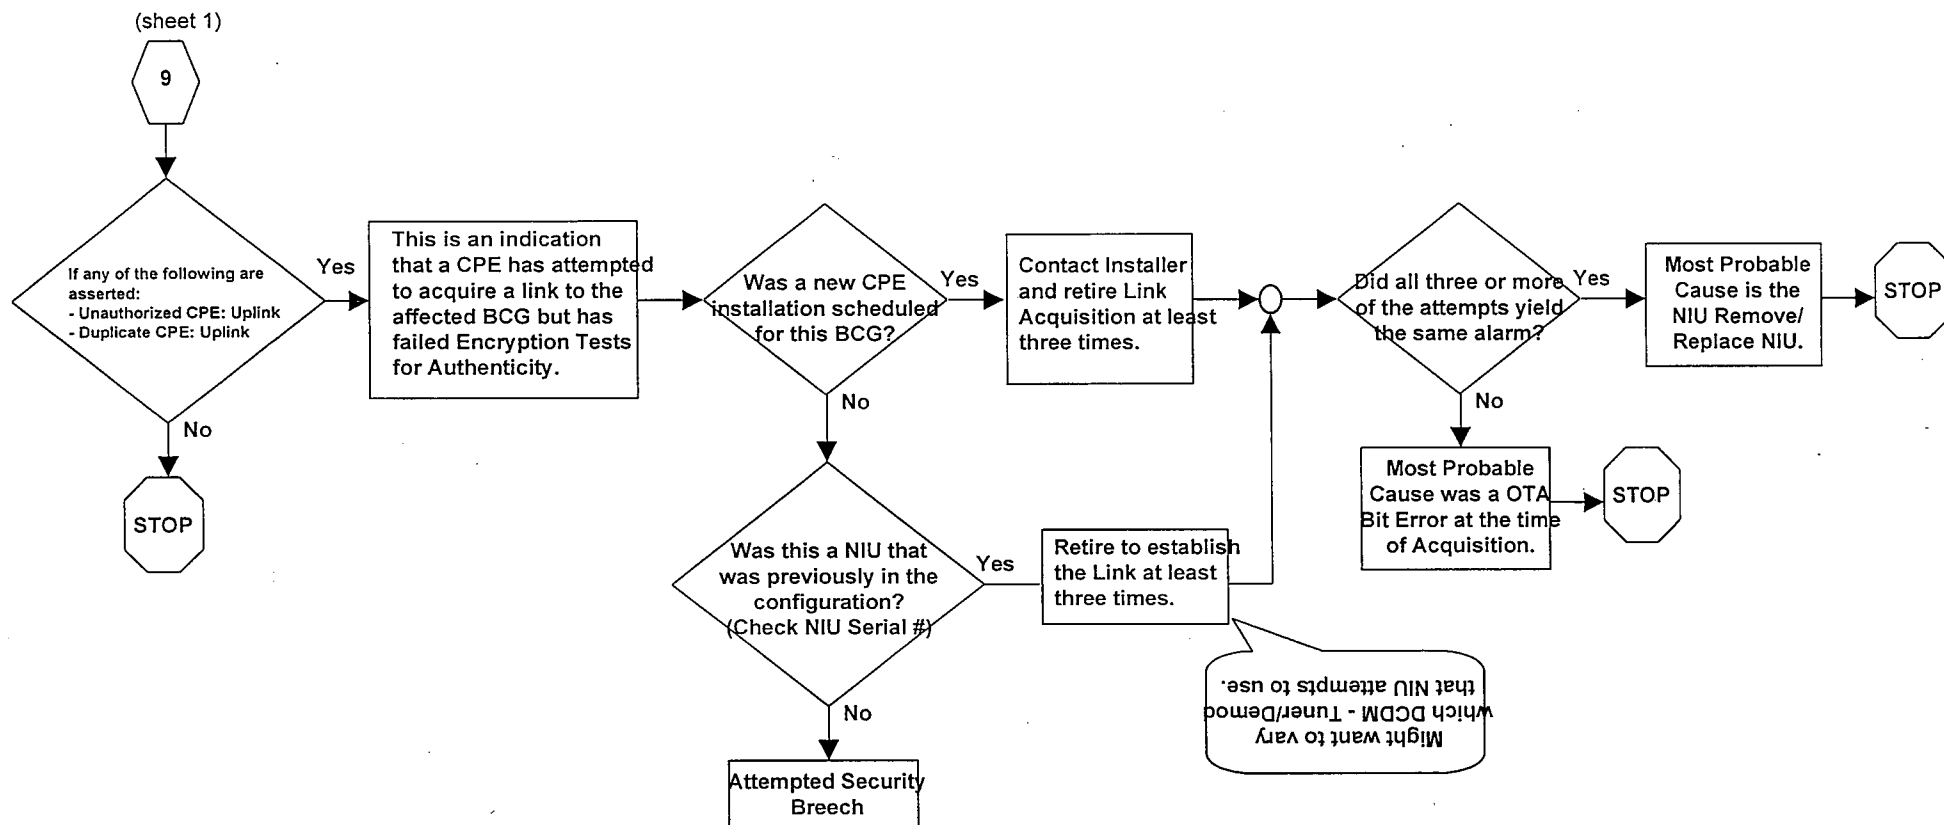 (sheet 1)
9
If any of the following are
asserted:
- Unauthorized CPE: Uplink
- Duplicate CPE: Uplink
Yes
No
STOP
This is an indication
that a CPE has attempted
to acquire a link to the
affected BCG but has
failed Encryption Tests
for Authenticity.
Was a new CPE
installation scheduled
for this BCG?
Yes
No
Contact Installer
and retire Link
Acquisition at least
three times.
Did all three or more
of the attempts yield
the same alarm?
Yes
No
Most Probable
Cause is the
NIU Remove/
Replace NIU.
STOP
Most Probable
Cause was a OTA
Bit Error at the time
of Acquisition.
STOP
Was this a NIU that
was previously in the
configuration?
(Check NIU Serial #)
Yes
No
Retire to establish
the Link at least
three times.
Might want to vary
which DCDM - Tuner/Demod
that NIU attempts to use.
Attempted Security
Breech